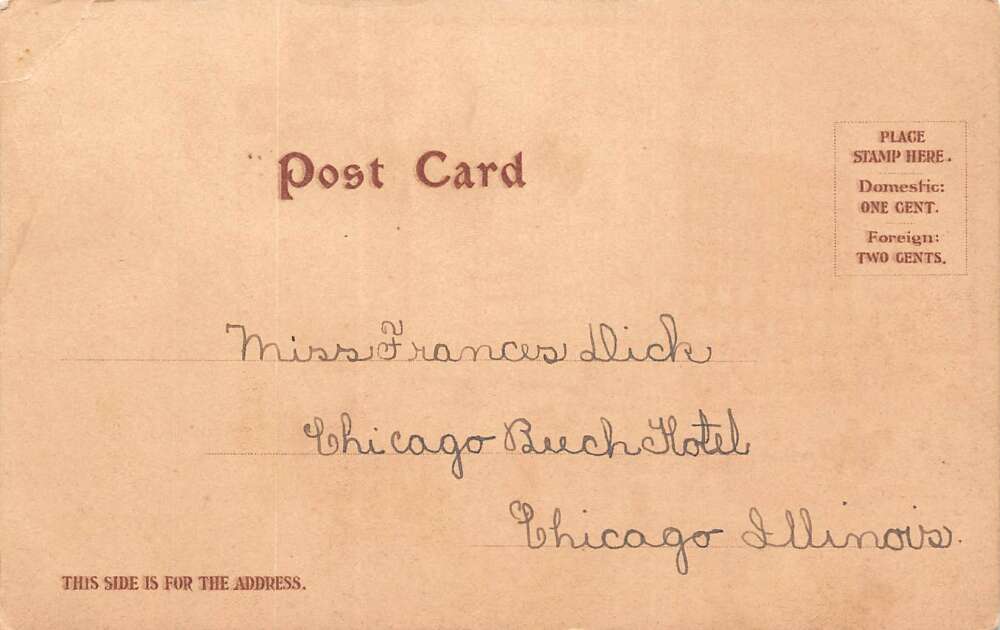 Post Card
PLACE
STAMP HERE.
Domestic:
ONE CENT.
Foreign:
TWO CENTS.
Miss Frances Dick
Chicago Beech Hotel
Chicago Illinois.
THIS SIDE IS FOR THE ADDRESS.